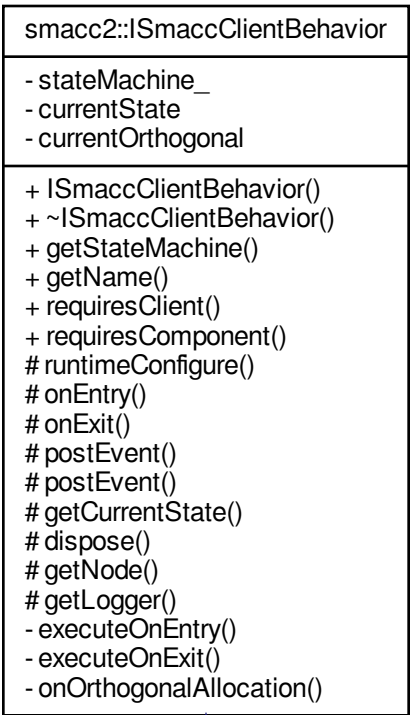 smacc2::ISmaccClientBehavior
- stateMachine_
- currentState
- currentOrthogonal
+ ISmaccClientBehavior()
+ ~ISmaccClientBehavior()
+ getStateMachine()
+ getName()
+ requiresClient()
+ requiresComponent()
# runtimeConfigure()
# onEntry()
# onExit()
# postEvent()
# postEvent()
# getCurrentState()
# dispose()
# getNode()
# getLogger()
- executeOnEntry()
- executeOnExit()
- onOrthogonalAllocation()